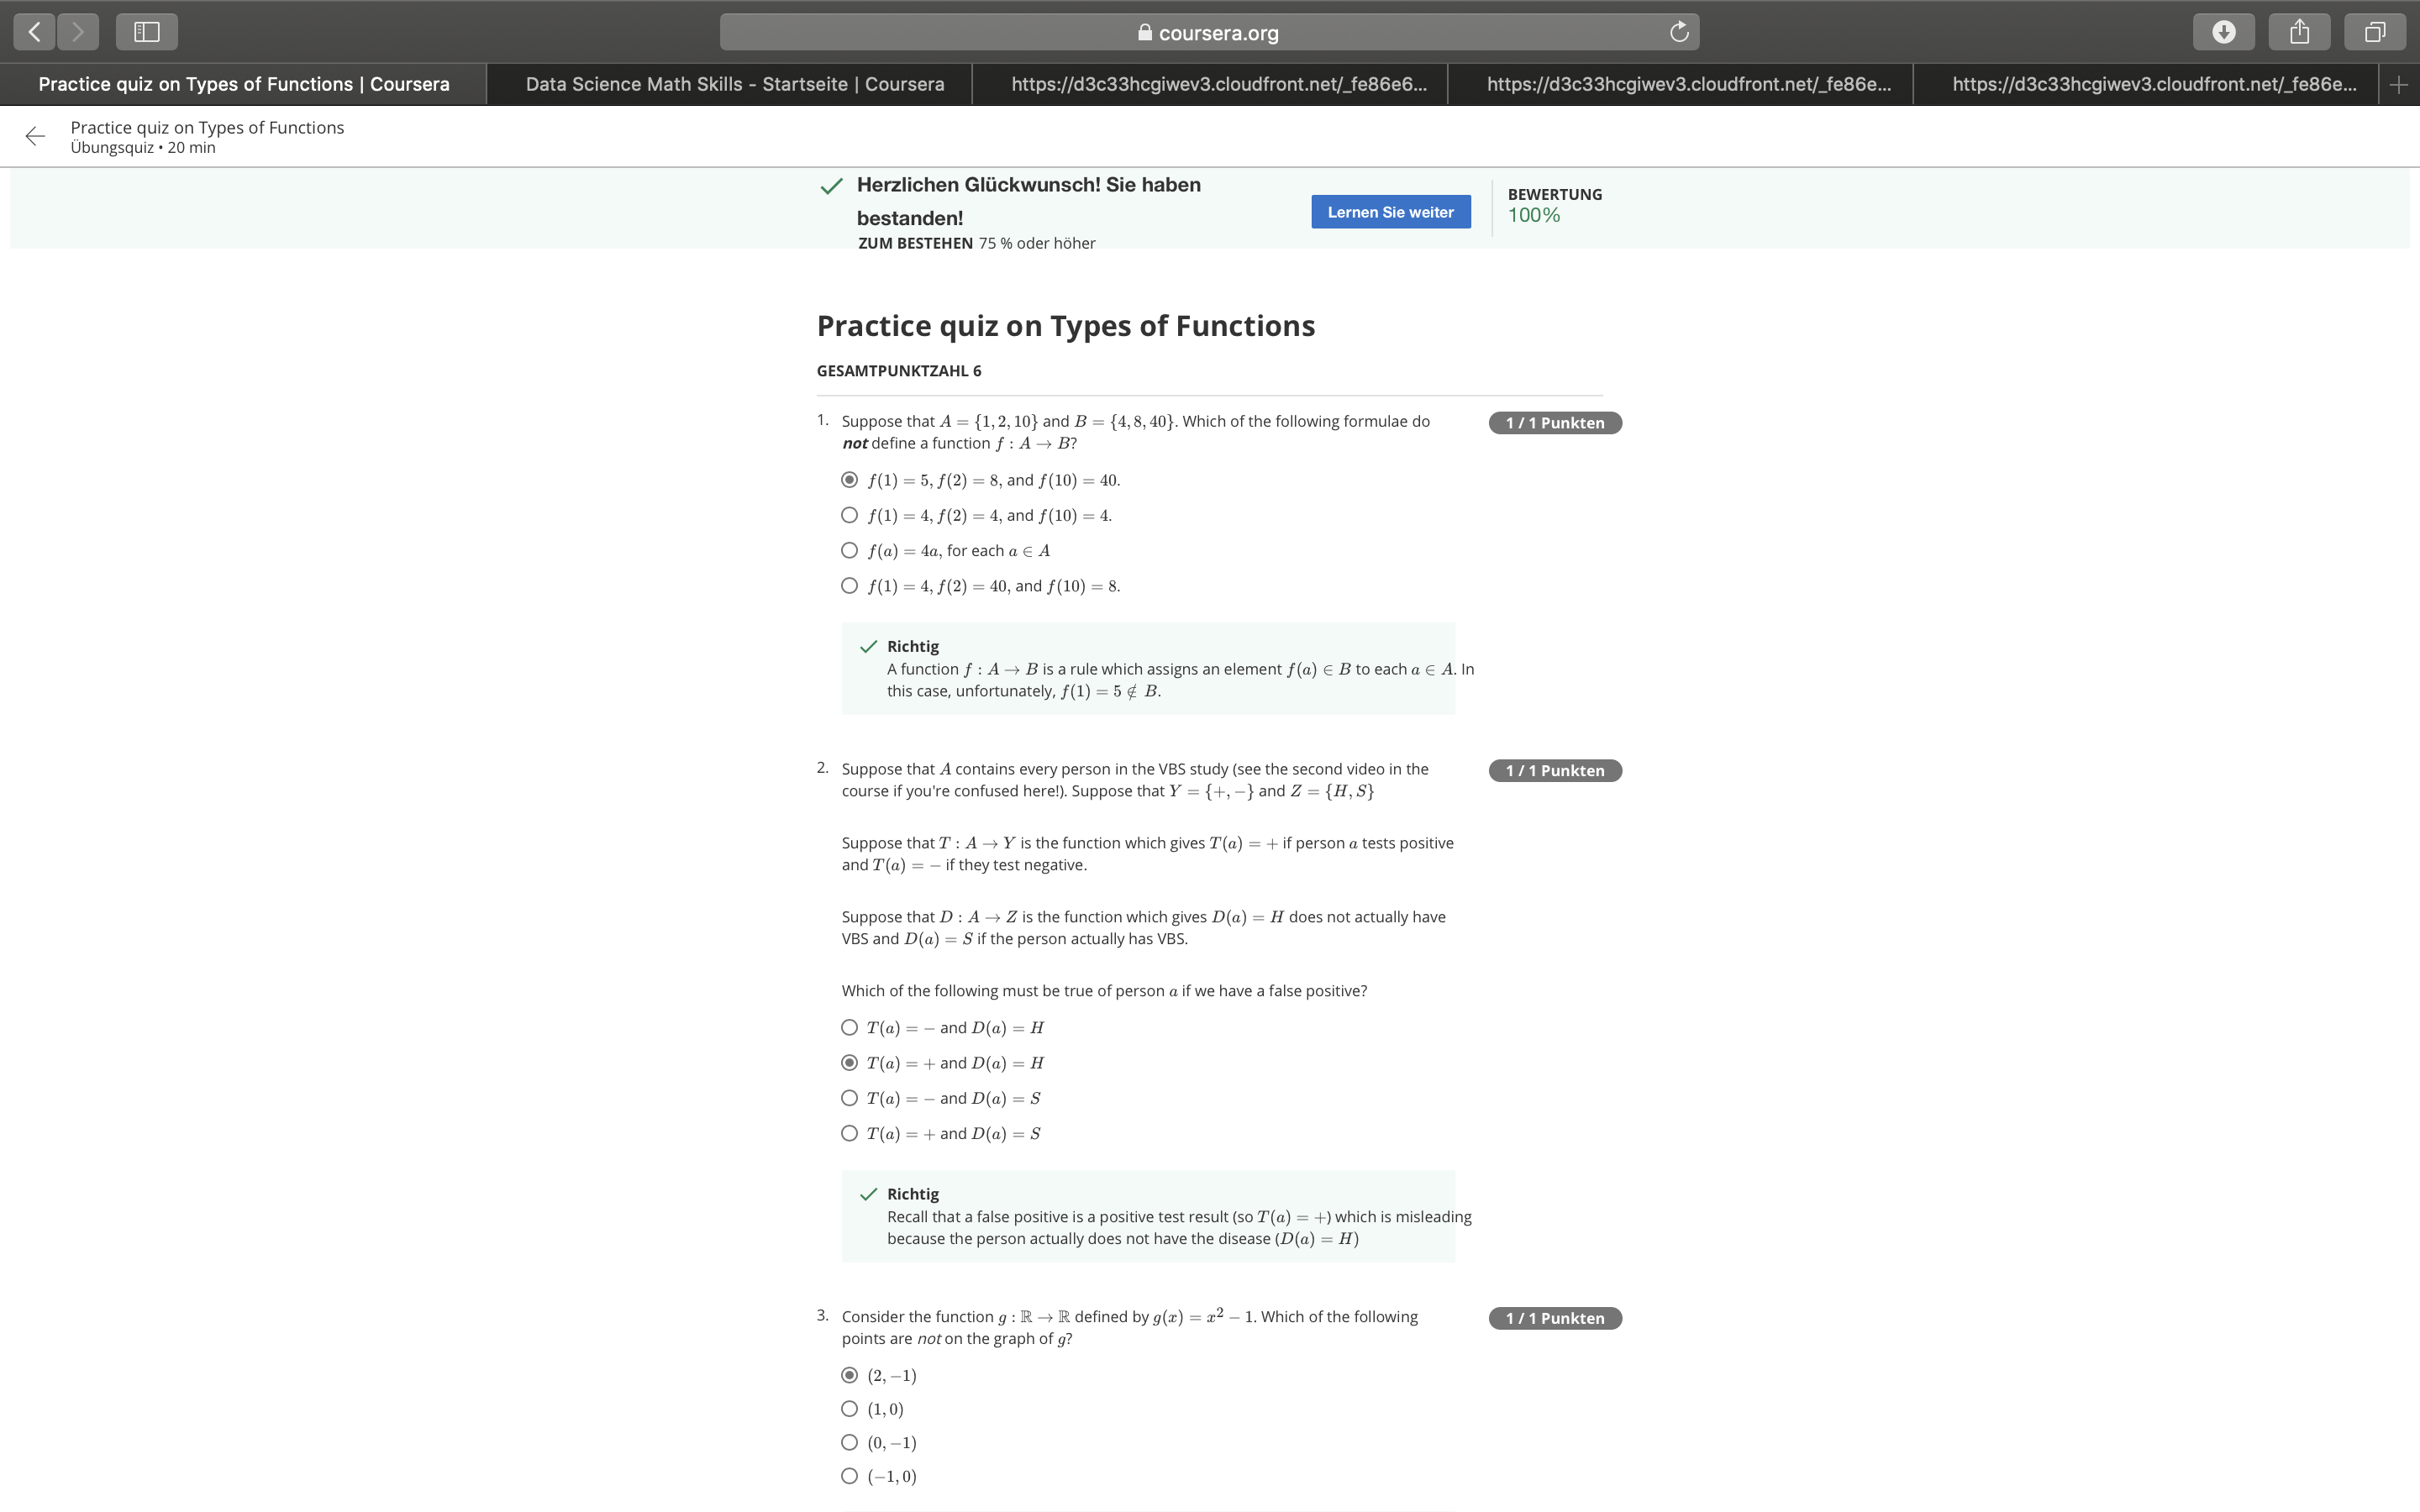 coursera.org
Practice quiz on Types of Functions | Coursera
Data Science Math Skills - Startseite | Coursera
https://d3c33hcgiwev3.cloudfront.net/_fe86e6...
https://d3c33hcgiwev3.cloudfront.net/_fe86e...
https://d3c33hcgiwev3.cloudfront.net/_fe86e...
Practice quiz on Types of Functions
Übungsquiz • 20 min
Herzlichen Glückwunsch! Sie haben
bestanden!
ZUM BESTEHEN 75 % oder höher
Lernen Sie weiter
BEWERTUNG
100%
Practice quiz on Types of Functions
GESAMTPUNKTZAHL 6
1. Suppose that A = {1, 2, 10} and B = {4, 8, 40}. Which of the following formulae do
not define a function f : A → B?
1 / 1 Punkten
f(1) = 5, f(2) = 8, and f(10) = 40.
f(1) = 4, f(2) = 4, and f(10) = 4.
f(a) = 4a, for each a ∈ A
f(1) = 4, f(2) = 40, and f(10) = 8.
Richtig
A function f : A → B is a rule which assigns an element f(a) ∈ B to each a ∈ A. In
this case, unfortunately, f(1) = 5 ∉ B.
2. Suppose that A contains every person in the VBS study (see the second video in the
course if you're confused here!). Suppose that Y = {+, −} and Z = {H, S}
1 / 1 Punkten
Suppose that T : A → Y is the function which gives T(a) = + if person a tests positive
and T(a) = − if they test negative.
Suppose that D : A → Z is the function which gives D(a) = H does not actually have
VBS and D(a) = S if the person actually has VBS.
Which of the following must be true of person a if we have a false positive?
T(a) = − and D(a) = H
T(a) = + and D(a) = H
T(a) = − and D(a) = S
T(a) = + and D(a) = S
Richtig
Recall that a false positive is a positive test result (so T(a) = +) which is misleading
because the person actually does not have the disease (D(a) = H)
3. Consider the function g : ℝ → ℝ defined by g(x) = x² − 1. Which of the following
points are not on the graph of g?
1 / 1 Punkten
(2, −1)
(1, 0)
(0, −1)
(−1, 0)